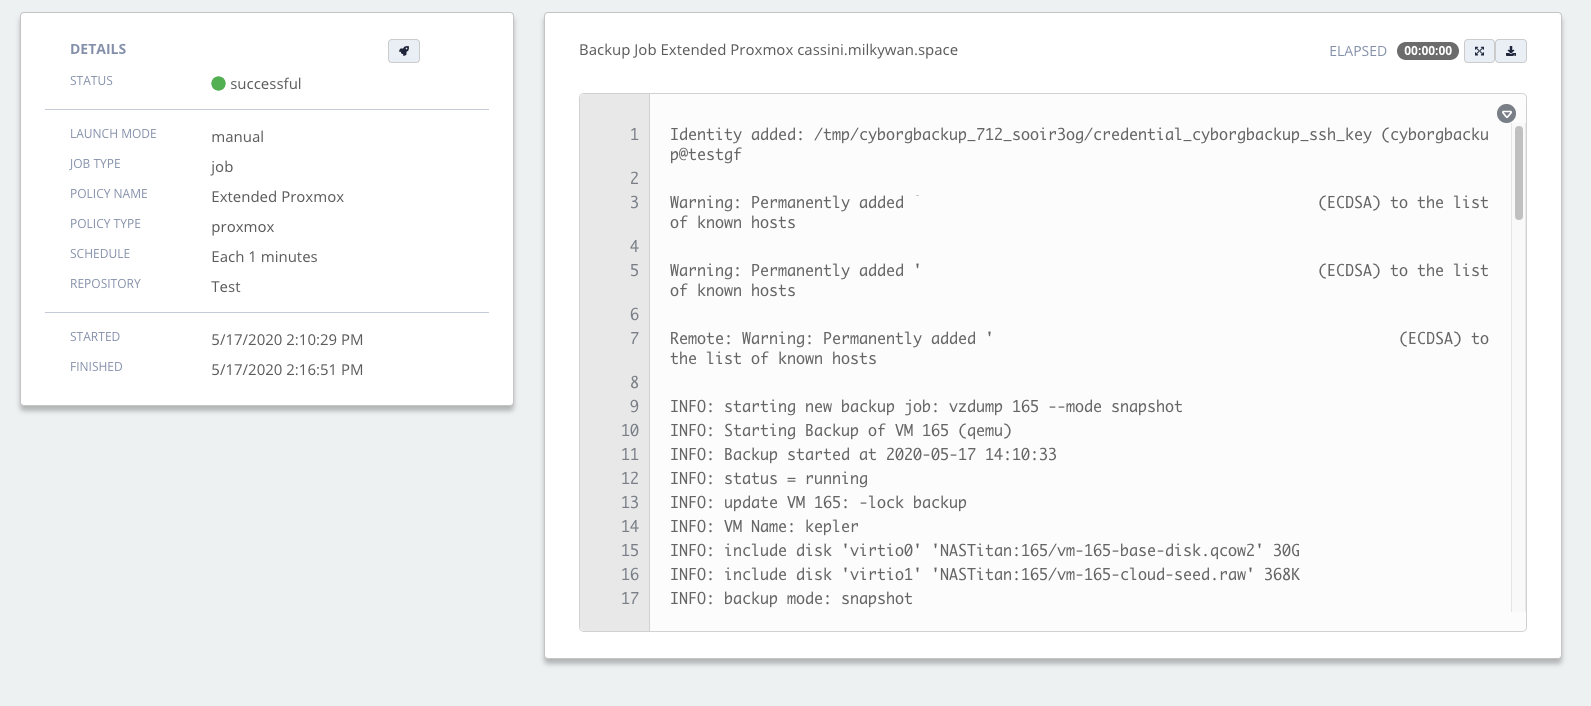 DETAILS
STATUS
successful
LAUNCH MODE
manual
JOB TYPE
job
POLICY NAME
Extended Proxmox
POLICY TYPE
proxmox
SCHEDULE
Each 1 minutes
REPOSITORY
Test
STARTED
5/17/2020 2:10:29 PM
FINISHED
5/17/2020 2:16:51 PM
Backup Job Extended Proxmox cassini.milkywan.space
ELAPSED 00:00:00
1 Identity added: /tmp/cyborgbackup_712_sooir3og/credential_cyborgbackup_ssh_key (cyborgbacku
p@testgf
2
3 Warning: Permanently added ` (ECDSA) to the list
of known hosts
4
5 Warning: Permanently added ' (ECDSA) to the list
of known hosts
6
7 Remote: Warning: Permanently added ' (ECDSA) to
the list of known hosts
8
9 INFO: starting new backup job: vzdump 165 --mode snapshot
10 INFO: Starting Backup of VM 165 (qemu)
11 INFO: Backup started at 2020-05-17 14:10:33
12 INFO: status = running
13 INFO: update VM 165: -lock backup
14 INFO: VM Name: kepler
15 INFO: include disk 'virtio0' 'NASTitan:165/vm-165-base-disk.qcow2' 30G
16 INFO: include disk 'virtio1' 'NASTitan:165/vm-165-cloud-seed.raw' 368K
17 INFO: backup mode: snapshot